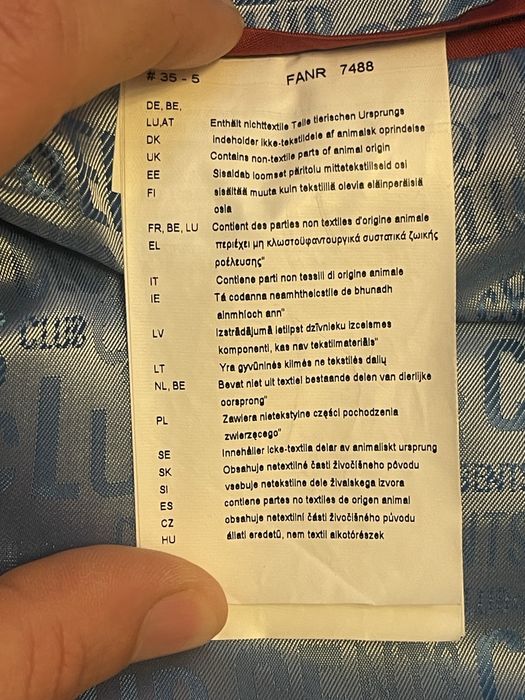 # 35 - 5 FANR 7488
DE, BE,
LU,AT Enthält nichttextile Teile tierischen Ursprungs
DK indeholder ikke-tekstildele af animalsk oprindelse
UK Contains non-textile parts of animal origin
EE Sisaldab loomset päritolu mittetekstiilseid osi
FI sisältää muuta kuin tekstiiliä olevia eläinperäisiä
osia
FR, BE, LU Contient des parties non textiles d'origine animale
EL περιέχει μη κλωστοϋφαντουργικά συστατικά ζωικής
προέλευσης"
IT Contiene parti non tessili di origine animale
IE Tá codanna neamhtheicstíle de bhunadh
ainmhíoch ann"
LV Izstrādājumā ietilpst dzīvnieku izcelsmes
komponenti, kas nav tekstilmateriāls"
LT Yra gyvūninės kilmės ne tekstilės dalių
NL, BE Bevat niet uit textiel bestaande delen van dierlijke
oorsprong"
PL Zawiera nietekstylne części pochodzenia
zwierzęcego"
SE Innehåller icke-textila delar av animaliskt ursprung
SK Obsahuje netextilné časti živočíšneho pôvodu
SI vsebuje netekstilne dele živalskega izvora
ES contiene partes no textiles de origen animal
CZ obsahuje netextilní části živočišného původu
HU állati eredetű, nem textil alkotórészek
CLUB